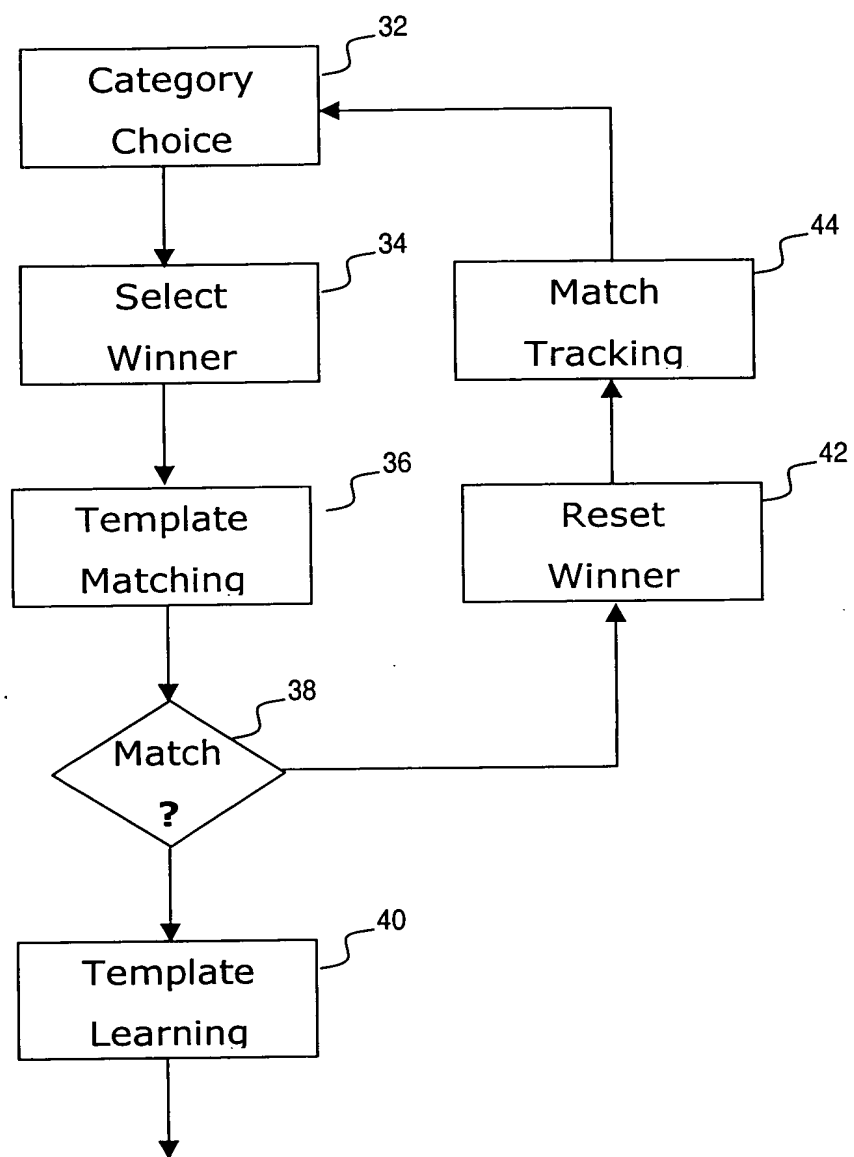 32
Category
Choice
34
Select
Winner
44
Match
Tracking
36
Template
Matching
42
Reset
Winner
38
Match
?
40
Template
Learning